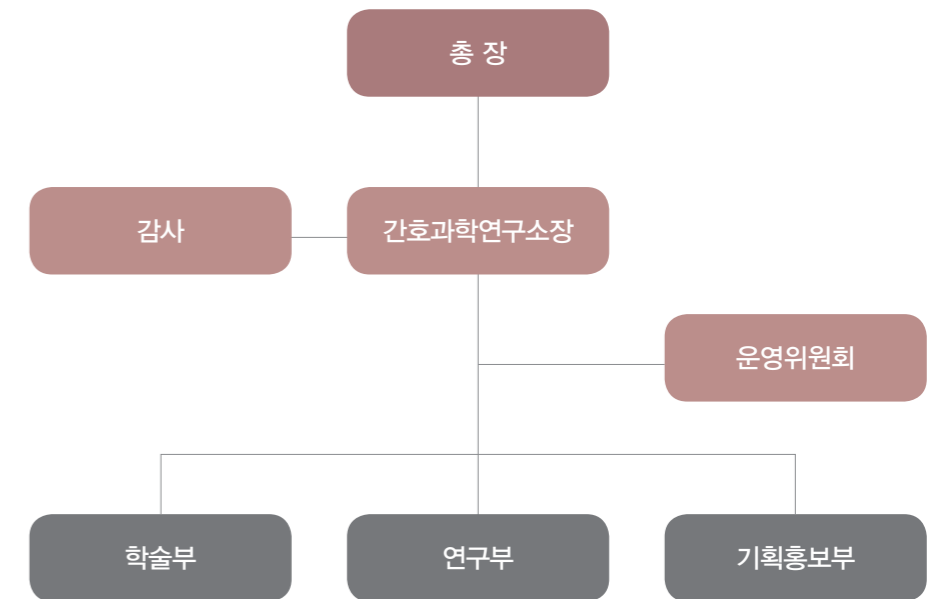 총 장
감사
간호과학연구소장
운영위원회
학술부
연구부
기획홍보부